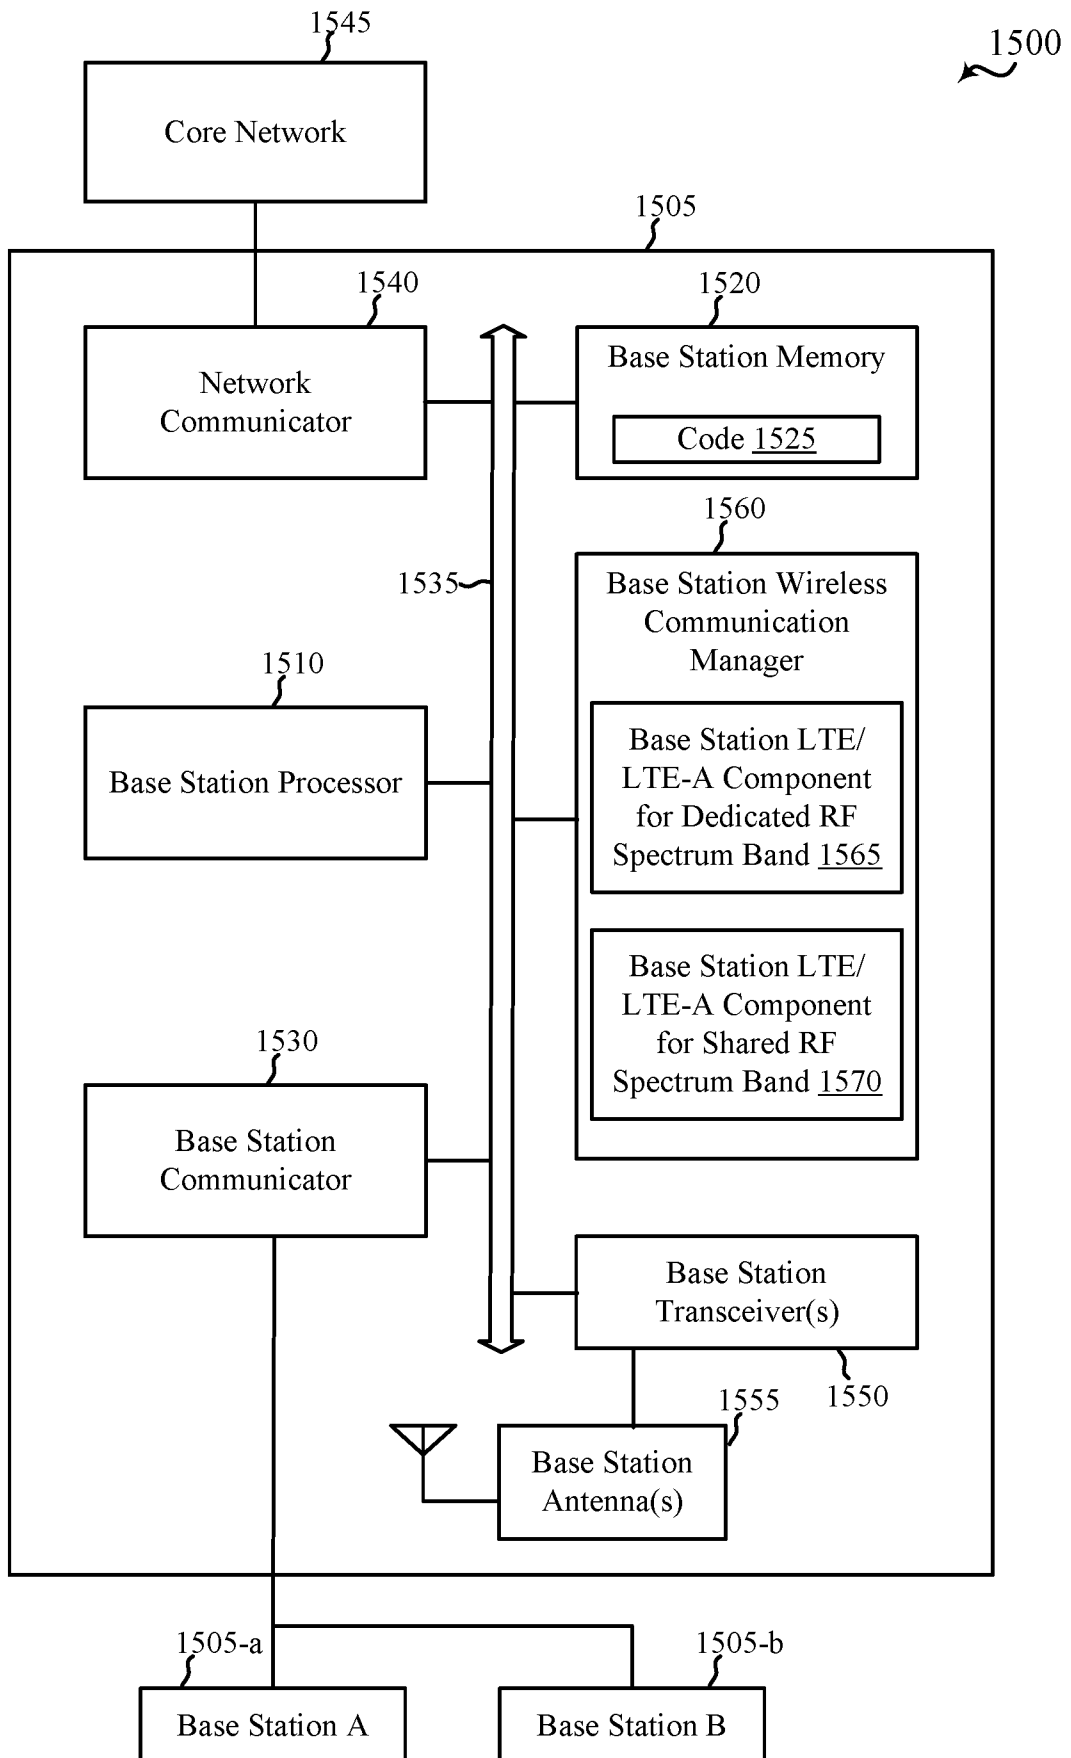 1545
1500
Core Network
1505
1540
1520
Network
Communicator
Base Station Memory
Code 1525
1560
1535
Base Station Wireless
Communication
Manager
1510
Base Station Processor
Base Station LTE/
LTE-A Component
for Dedicated RF
Spectrum Band 1565
Base Station LTE/
LTE-A Component
for Shared RF
Spectrum Band 1570
1530
Base Station
Communicator
Base Station
Transceiver(s)
1550
1555
Base Station
Antenna(s)
1505-a
1505-b
Base Station A
Base Station B